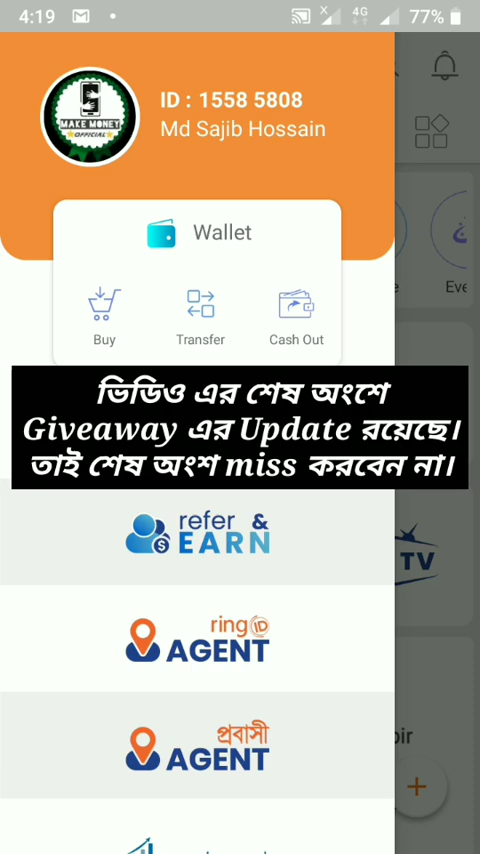 4:19
4G
77%
MAKE MONEY
OFFICIAL
ID : 1558 5808
Md Sajib Hossain
Wallet
Buy
Transfer
Cash Out
ভিডিও এর শেষ অংশে
Giveaway এর Update রয়েছে।
তাই শেষ অংশ miss করবেন না।
refer &
EARN
TV
ring ID
AGENT
প্রবাসী
AGENT